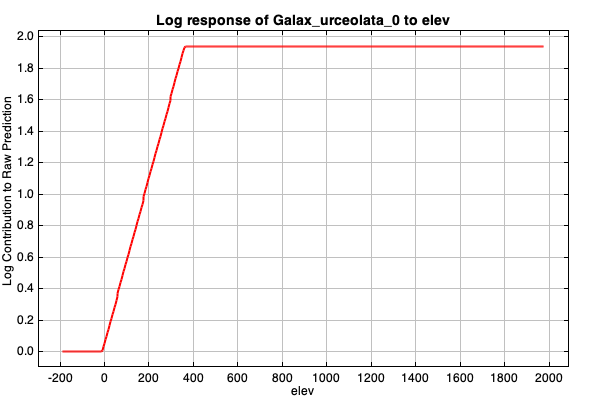 Log response of Galax_urceolata_0 to elev
Log Contribution to Raw Prediction
2.0
1.8
1.6
1.4
1.2
1.0
0.8
0.6
0.4
0.2
0.0
-200 0 200 400 600 800 1000 1200 1400 1600 1800 2000
elev